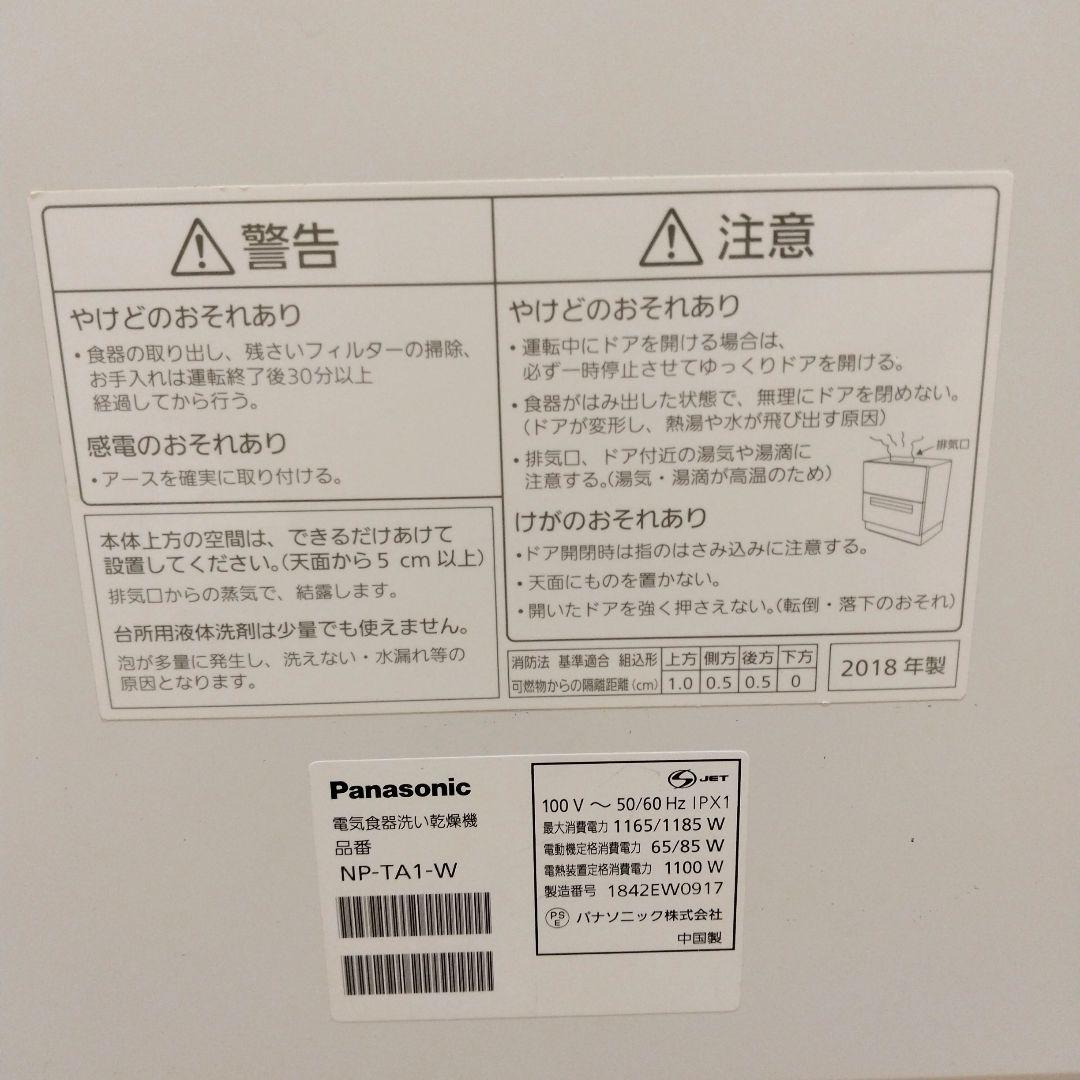 警告
やけどのおそれあり
・食器の取り出し、残さいフィルターの掃除、
お手入れは運転終了後30分以上
経過してから行う。
感電のおそれあり
・アースを確実に取り付ける。
本体上方の空間は、できるだけあけて
設置してください。(天面から5 cm 以上)
排気口からの蒸気で、結露します。
台所用液体洗剤は少量でも使えません。
泡が多量に発生し、洗えない・水漏れ等の
原因となります。
注意
やけどのおそれあり
・運転中にドアを開ける場合は、
必ず一時停止させてゆっくりドアを開ける。
・食器がはみ出した状態で、無理にドアを閉めない。
(ドアが変形し、熱湯や水が飛び出す原因)
・排気口、ドア付近の湯気や湯滴に
注意する。(湯気・湯滴が高温のため)
排気口
けがのおそれあり
・ドア開閉時は指のはさみ込みに注意する。
・天面にものを置かない。
・開いたドアを強く押さえない。(転倒・落下のおそれ)
消防法 基準適合 組込形 上方 側方 後方 下方
可燃物からの隔離距離(cm) 1.0 0.5 0.5 0
2018 年製
Panasonic
電気食器洗い乾燥機
品番
NP-TA1-W
S JET
100 V ～ 50/60 Hz IPX1
最大消費電力 1165/1185 W
電動機定格消費電力 65/85 W
電熱装置定格消費電力 1100 W
製造番号 1842EW0917
PS E パナソニック株式会社
中国製